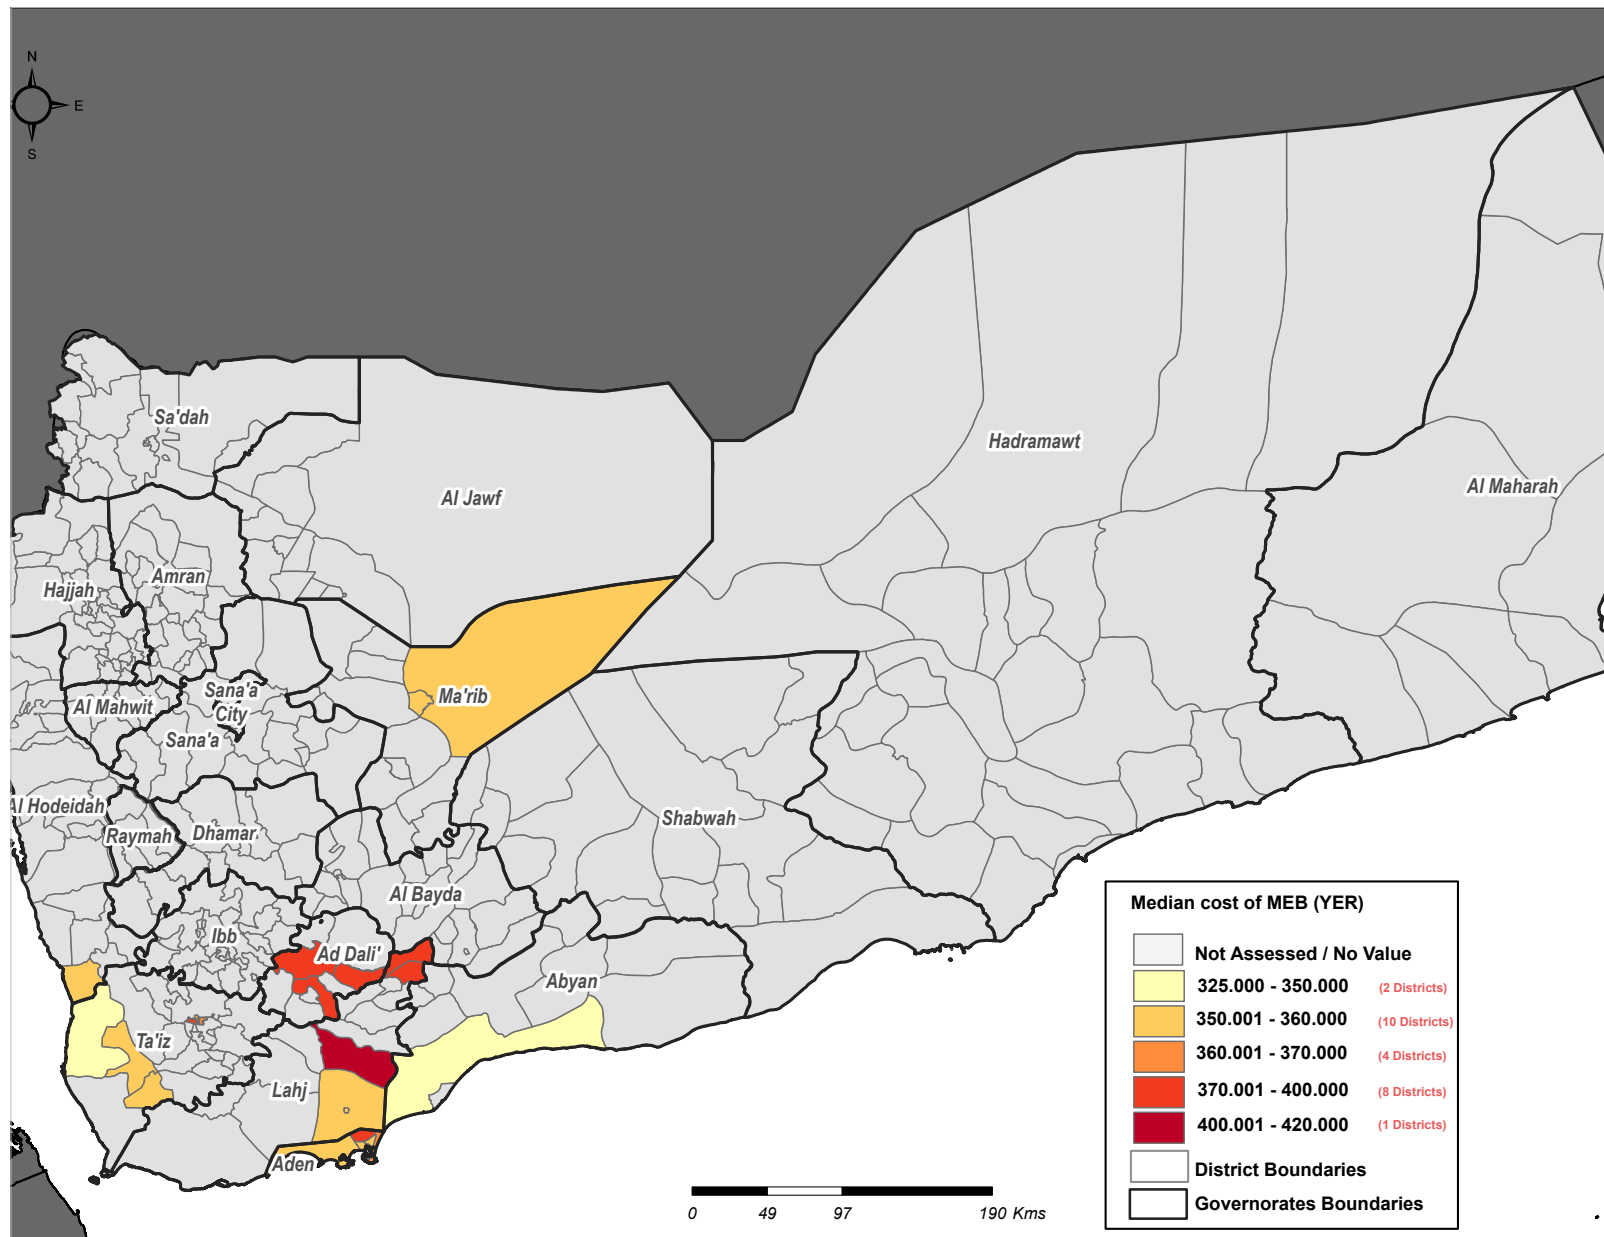 N
E
S
Sa'dah
Hadramawt
Al Jawf
Al Maharah
Amran
Hajjah
Ma'rib
Sana'a
City
Al Mahwit
Sana'a
Al Hodeidah
Shabwah
Raymah
Dhamar
Al Bayda
Ibb
Ad Dali'
Abyan
Ta'iz
Lahj
Aden
Median cost of MEB (YER)
Not Assessed / No Value
325.000 - 350.000 (2 Districts)
350.001 - 360.000 (10 Districts)
360.001 - 370.000 (4 Districts)
370.001 - 400.000 (8 Districts)
400.001 - 420.000 (1 Districts)
District Boundaries
Governorates Boundaries
0 49 97 190 Kms